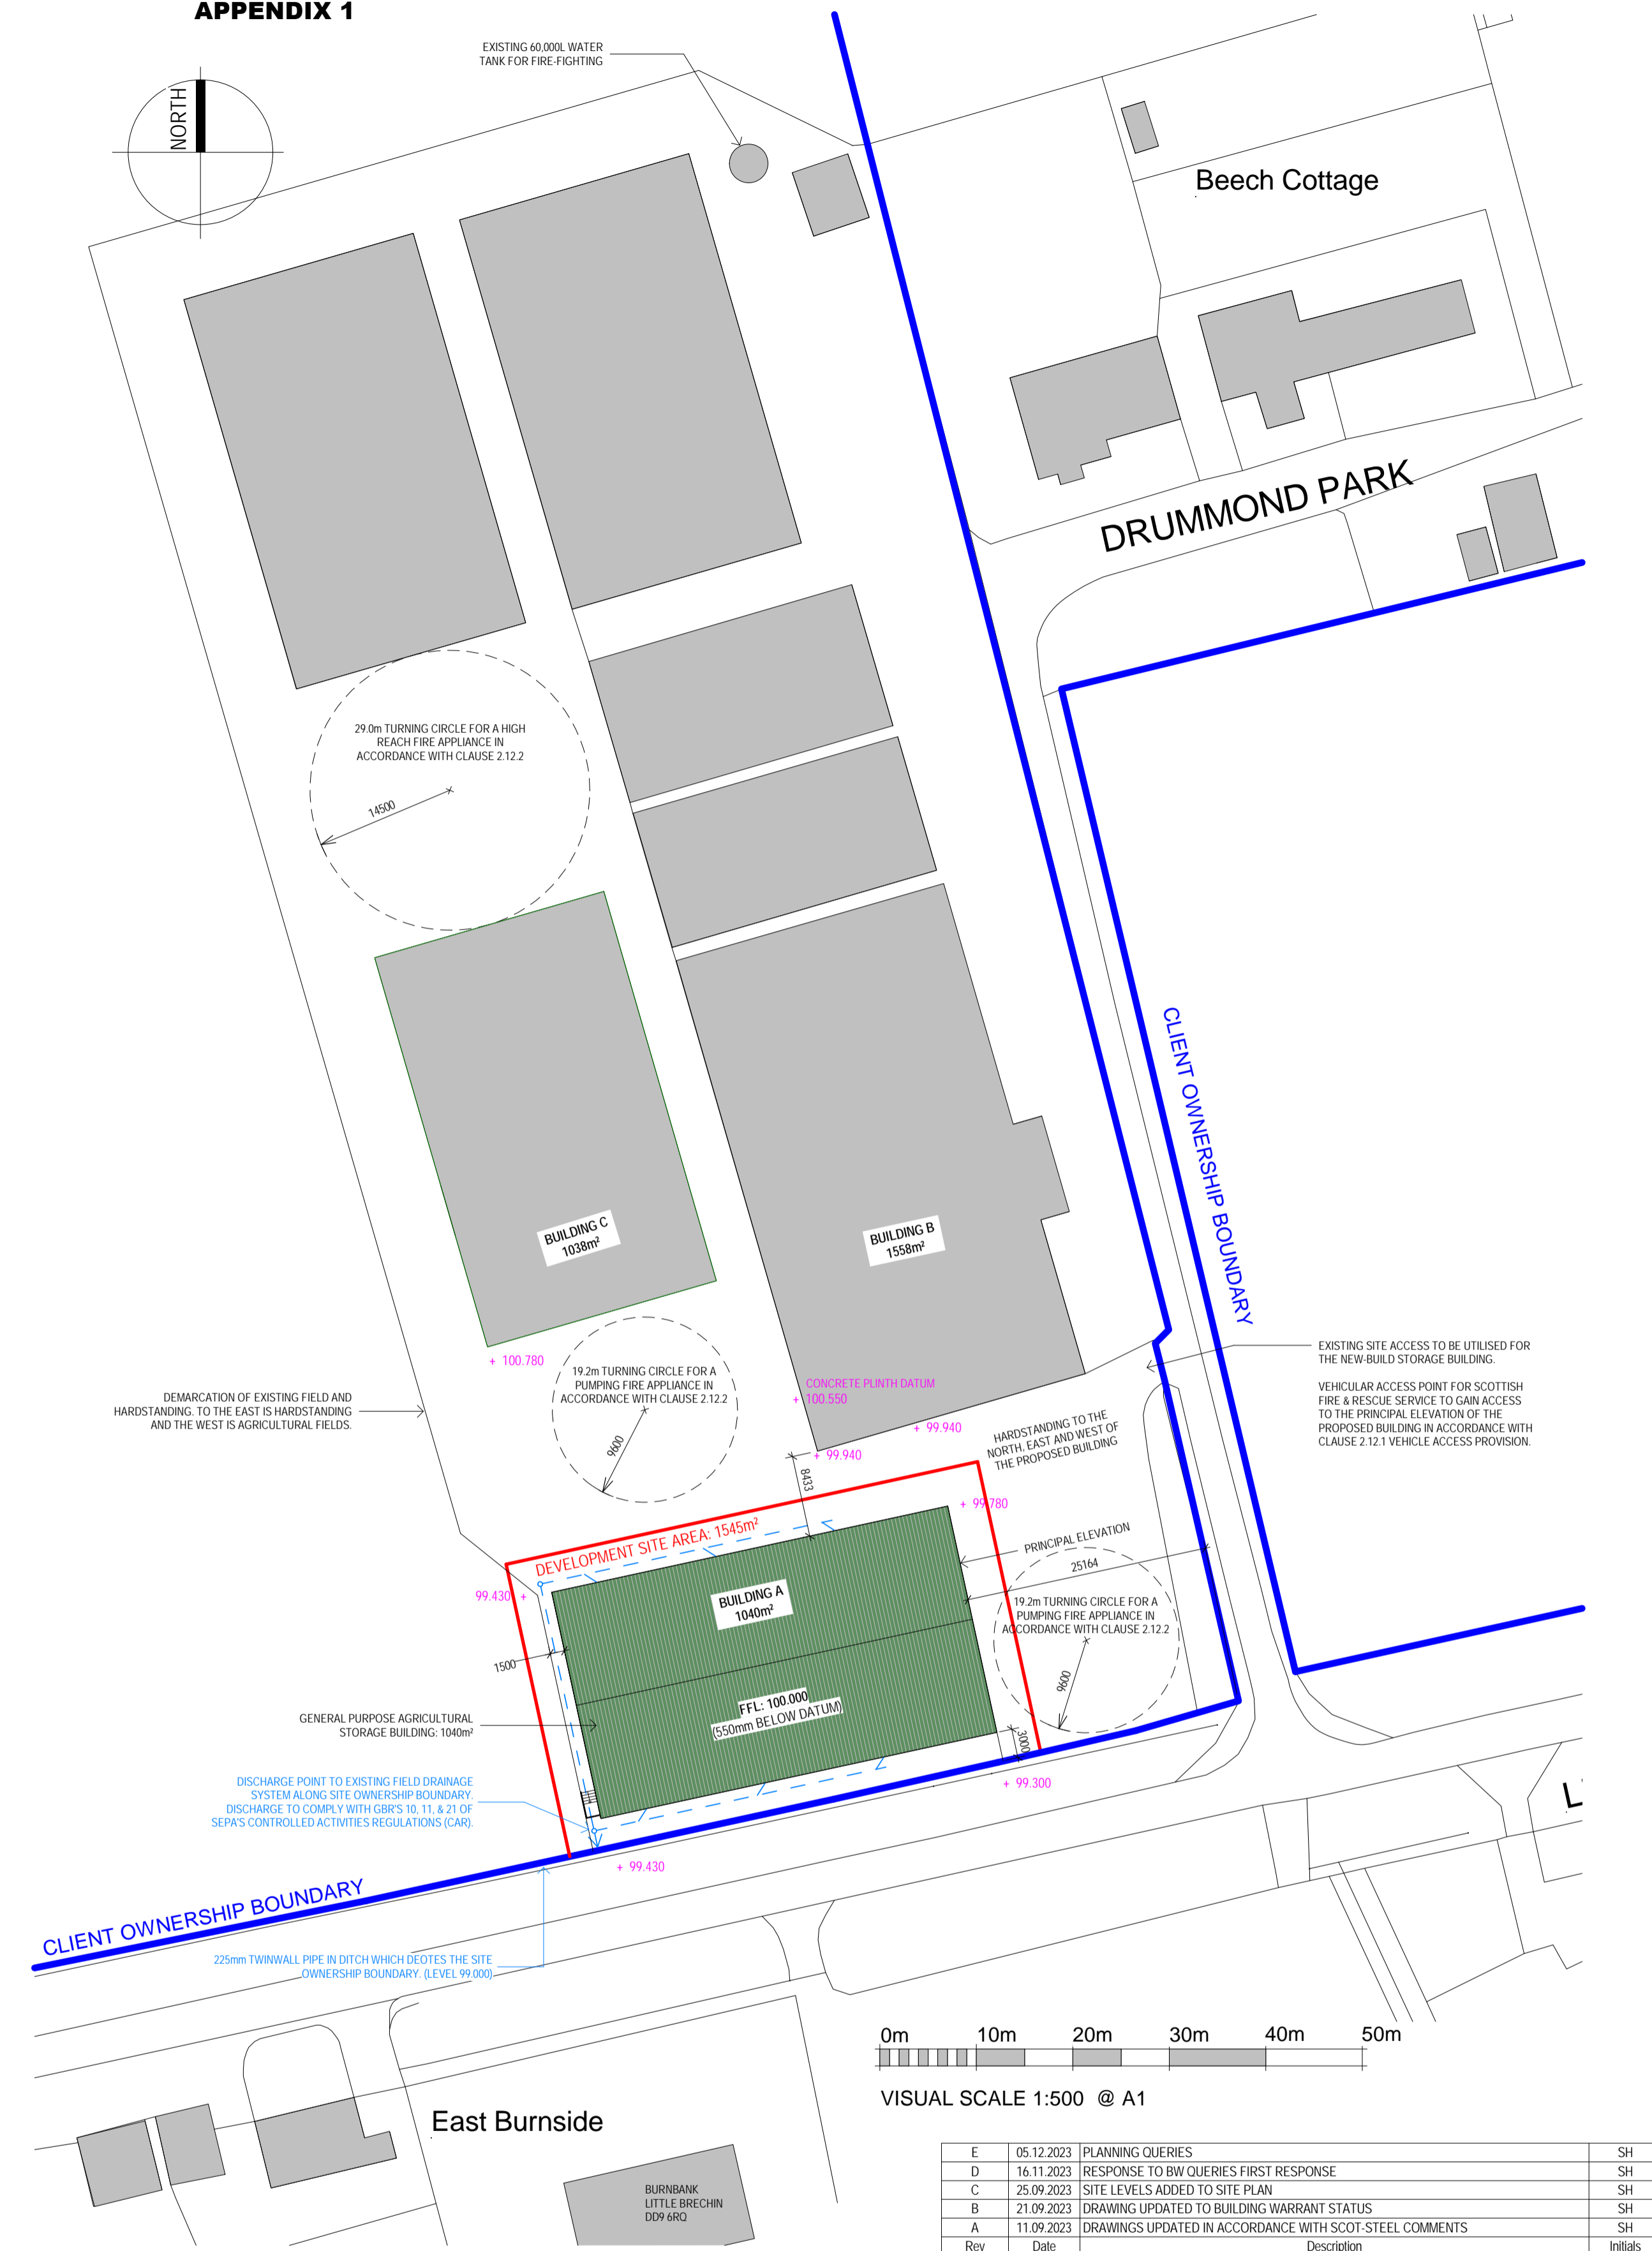 APPENDIX 1
NORTH
EXISTING 60,000L WATER
TANK FOR FIRE-FIGHTING
Beech Cottage
DRUMMOND PARK
29.0m TURNING CIRCLE FOR A HIGH
REACH FIRE APPLIANCE IN
ACCORDANCE WITH CLAUSE 2.12.2
14500
CLIENT OWNERSHIP BOUNDARY
BUILDING C
1038m²
BUILDING B
1558m²
+ 100.780
19.2m TURNING CIRCLE FOR A
PUMPING FIRE APPLIANCE IN
ACCORDANCE WITH CLAUSE 2.12.2
9600
CONCRETE PLINTH DATUM
+ 100.550
+ 99.940
+ 99.940
DEMARCATION OF EXISTING FIELD AND
HARDSTANDING. TO THE EAST IS HARDSTANDING
AND THE WEST IS AGRICULTURAL FIELDS.
EXISTING SITE ACCESS TO BE UTILISED FOR
THE NEW-BUILD STORAGE BUILDING.
VEHICULAR ACCESS POINT FOR SCOTTISH
FIRE & RESCUE SERVICE TO GAIN ACCESS
TO THE PRINCIPAL ELEVATION OF THE
PROPOSED BUILDING IN ACCORDANCE WITH
CLAUSE 2.12.1 VEHICLE ACCESS PROVISION.
HARDSTANDING TO THE
NORTH, EAST AND WEST OF
THE PROPOSED BUILDING
8433
+ 99.780
DEVELOPMENT SITE AREA: 1545m²
PRINCIPAL ELEVATION
25164
99.430 +
BUILDING A
1040m²
19.2m TURNING CIRCLE FOR A
PUMPING FIRE APPLIANCE IN
ACCORDANCE WITH CLAUSE 2.12.2
9600
1500
FFL: 100.000
(550mm BELOW DATUM)
3000
GENERAL PURPOSE AGRICULTURAL
STORAGE BUILDING: 1040m²
+ 99.300
DISCHARGE POINT TO EXISTING FIELD DRAINAGE
SYSTEM ALONG SITE OWNERSHIP BOUNDARY.
DISCHARGE TO COMPLY WITH GBR'S 10, 11, & 21 OF
SEPA'S CONTROLLED ACTIVITIES REGULATIONS (CAR).
+ 99.430
CLIENT OWNERSHIP BOUNDARY
225mm TWINWALL PIPE IN DITCH WHICH DEOTES THE SITE
OWNERSHIP BOUNDARY. (LEVEL 99.000)
0m 10m 20m 30m 40m 50m
VISUAL SCALE 1:500 @ A1
East Burnside
BURNBANK
LITTLE BRECHIN
DD9 6RQ
E 05.12.2023 PLANNING QUERIES SH
D 16.11.2023 RESPONSE TO BW QUERIES FIRST RESPONSE SH
C 25.09.2023 SITE LEVELS ADDED TO SITE PLAN SH
B 21.09.2023 DRAWING UPDATED TO BUILDING WARRANT STATUS SH
A 11.09.2023 DRAWINGS UPDATED IN ACCORDANCE WITH SCOT-STEEL COMMENTS SH
Rev Date Description Initials